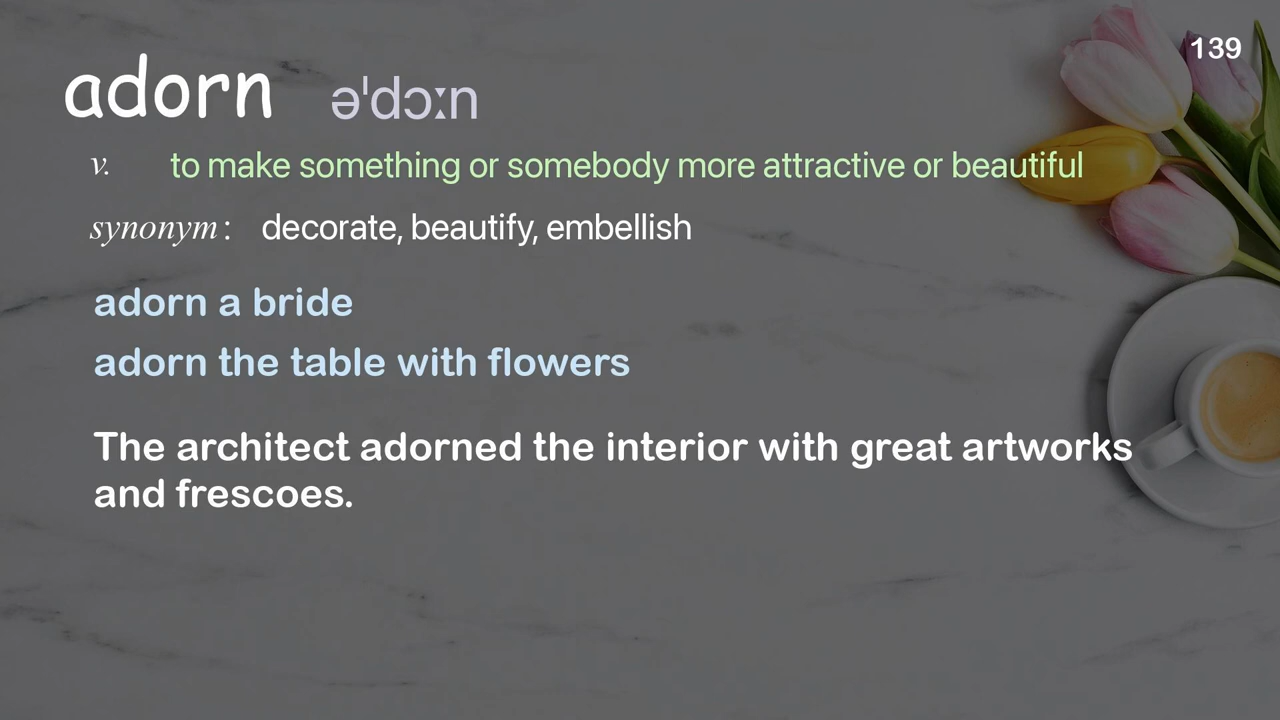 139
adorn əˈdɔːn
v. to make something or somebody more attractive or beautiful
synonym: decorate, beautify, embellish
adorn a bride
adorn the table with flowers
The architect adorned the interior with great artworks
and frescoes.